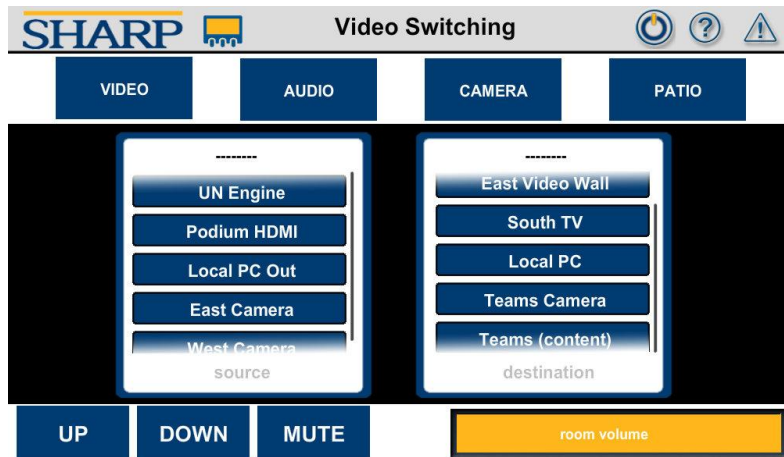 SHARP
Video Switching
VIDEO
AUDIO
CAMERA
PATIO
--------
UN Engine
Podium HDMI
Local PC Out
East Camera
West Camera
source
--------
East Video Wall
South TV
Local PC
Teams Camera
Teams (content)
destination
UP
DOWN
MUTE
room volume